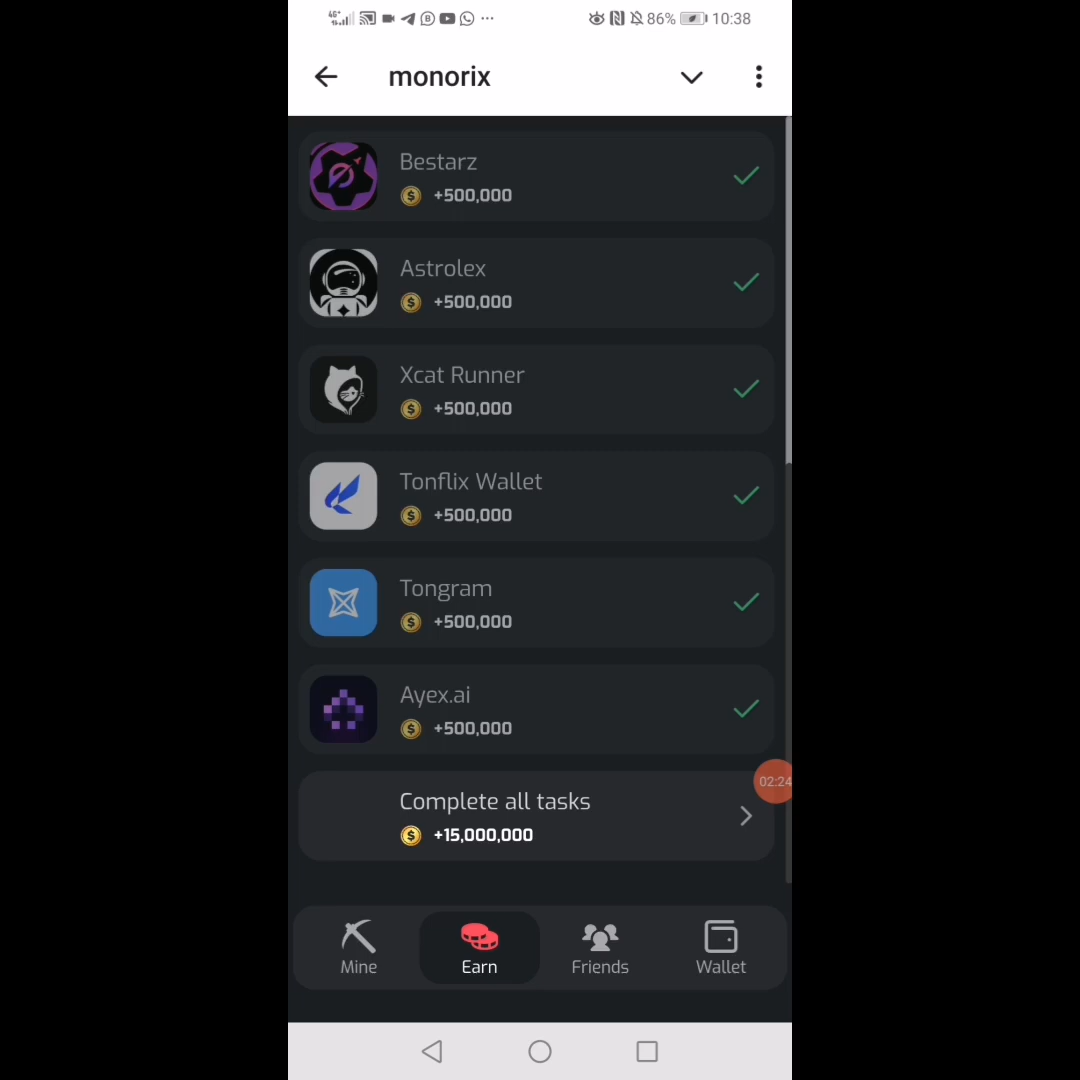 4G+ 86% 10:38
monorix
Bestarz
+500,000
Astrolex
+500,000
Xcat Runner
+500,000
Tonflix Wallet
+500,000
Tongram
+500,000
Ayex.ai
+500,000
02:24
Complete all tasks
+15,000,000
Mine Earn Friends Wallet